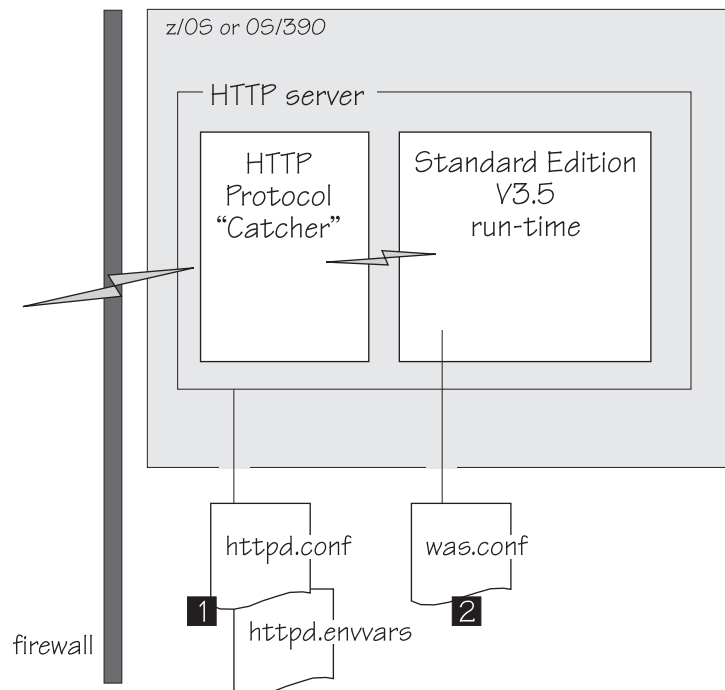 z/OS or OS/390
HTTP server
HTTP
Protocol
“Catcher”
Standard Edition
V3.5
run-time
httpd.conf
was.conf
1
2
httpd.envvars
firewall